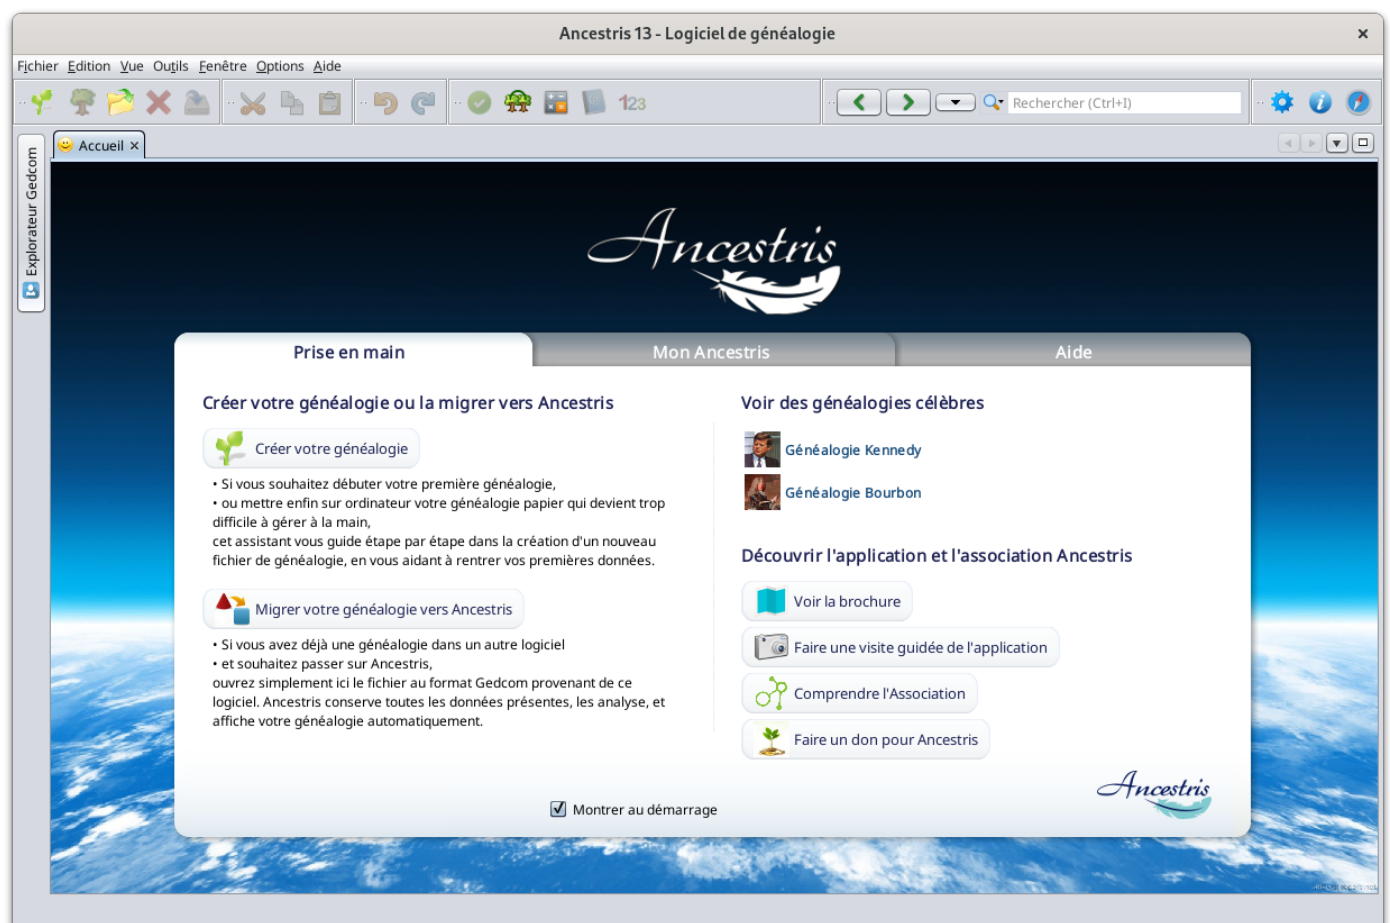 Ancestris 13 - Logiciel de généalogie
Fichier Edition Vue Outils Fenêtre Options Aide
123
Rechercher (Ctrl+I)
Explorateur Gedcom
Accueil
Ancestris
Prise en main
Mon Ancestris
Aide
Créer votre généalogie ou la migrer vers Ancestris
Créer votre généalogie
• Si vous souhaitez débuter votre première généalogie,
• ou mettre enfin sur ordinateur votre généalogie papier qui devient trop
difficile à gérer à la main,
cet assistant vous guide étape par étape dans la création d'un nouveau
fichier de généalogie, en vous aidant à rentrer vos premières données.
Migrer votre généalogie vers Ancestris
• Si vous avez déjà une généalogie dans un autre logiciel
• et souhaitez passer sur Ancestris,
ouvrez simplement ici le fichier au format Gedcom provenant de ce
logiciel. Ancestris conserve toutes les données présentes, les analyse, et
affiche votre généalogie automatiquement.
Voir des généalogies célèbres
Généalogie Kennedy
Généalogie Bourbon
Découvrir l'application et l'association Ancestris
Voir la brochure
Faire une visite guidée de l'application
Comprendre l'Association
Faire un don pour Ancestris
Montrer au démarrage
Ancestris